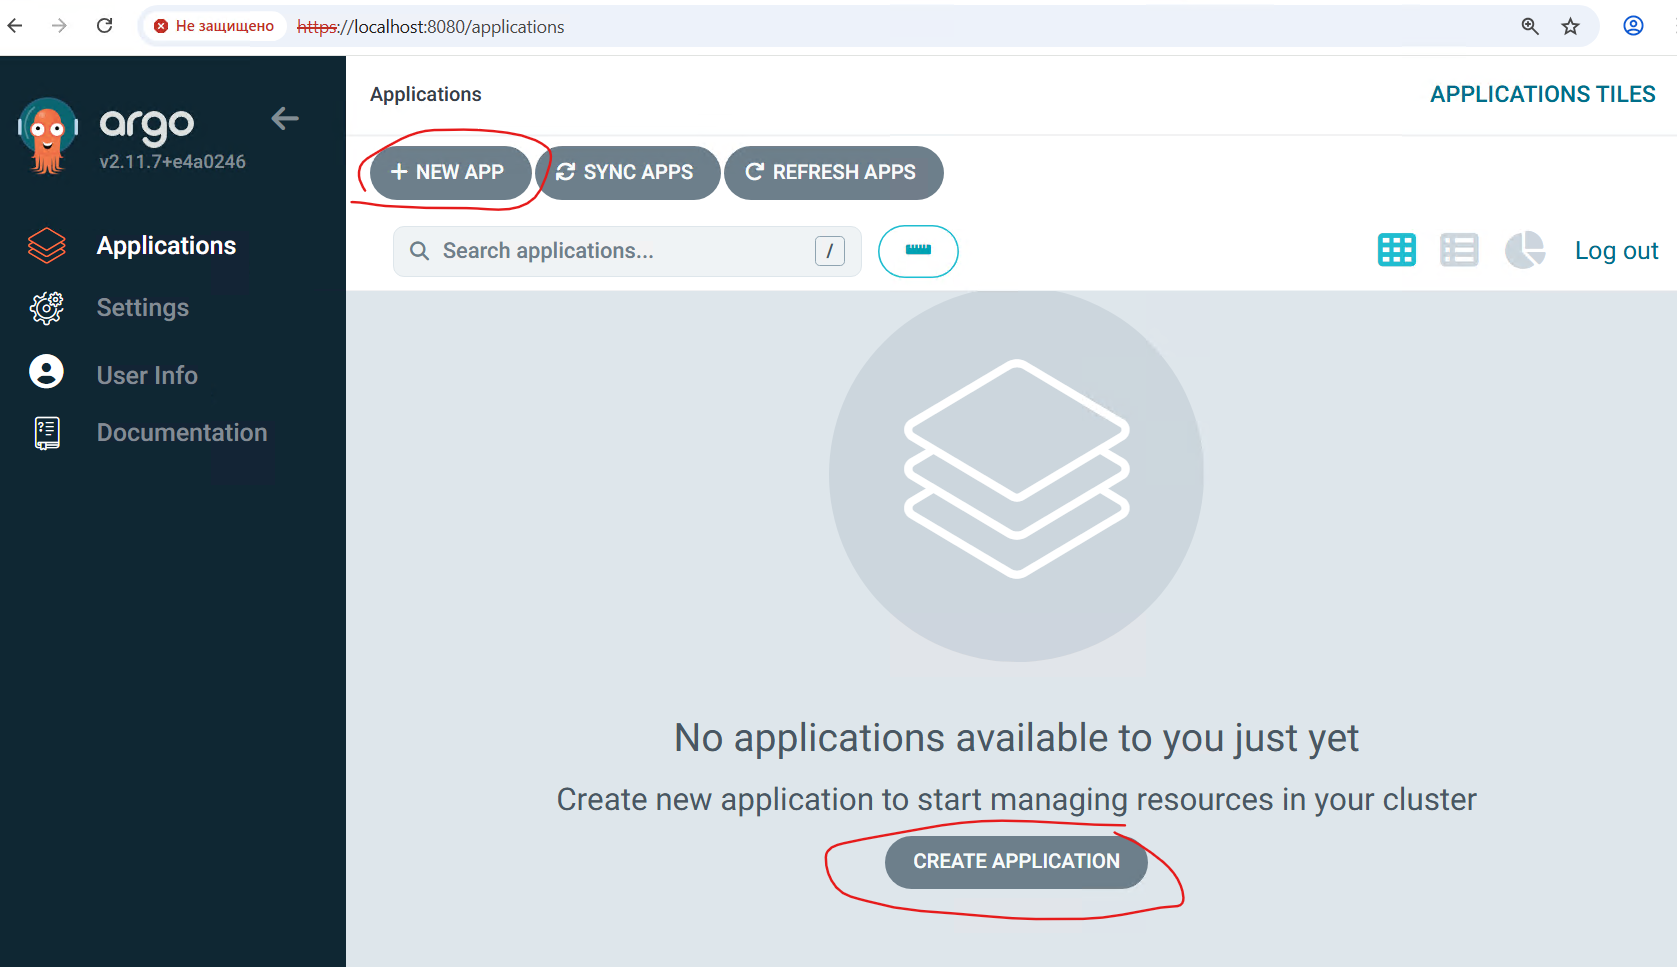 Не защищено https://localhost:8080/applications
argo
v2.11.7+e4a0246
Applications
Settings
User Info
Documentation
Applications
APPLICATIONS TILES
NEW APP
SYNC APPS
REFRESH APPS
Search applications...
/
Log out
No applications available to you just yet
Create new application to start managing resources in your cluster
CREATE APPLICATION